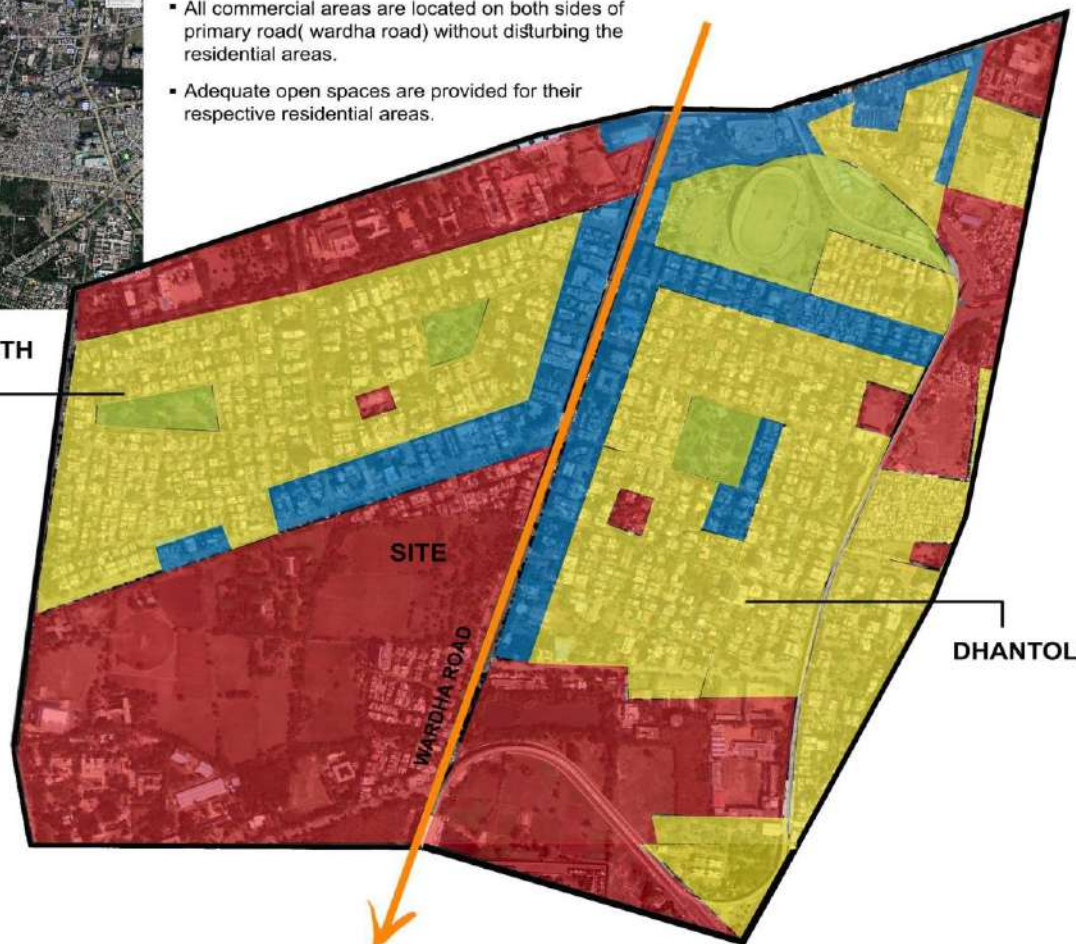 ▪ All commercial areas are located on both sides of
primary road( wardha road) without disturbing the
residential areas.
▪ Adequate open spaces are provided for their
respective residential areas.
TH
SITE
WARDHA ROAD
DHANTOL